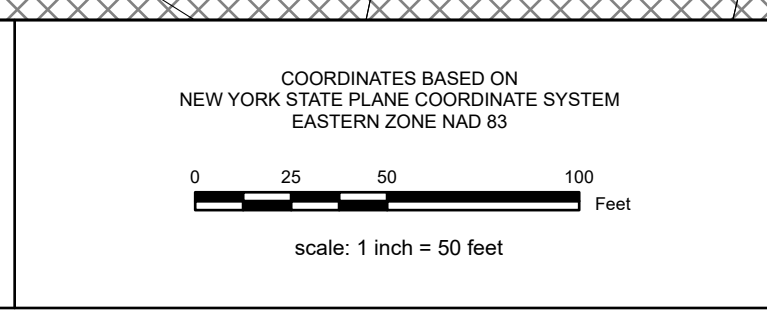 COORDINATES BASED ON
NEW YORK STATE PLANE COORDINATE SYSTEM
EASTERN ZONE NAD 83
0 25 50 100
Feet
scale: 1 inch = 50 feet